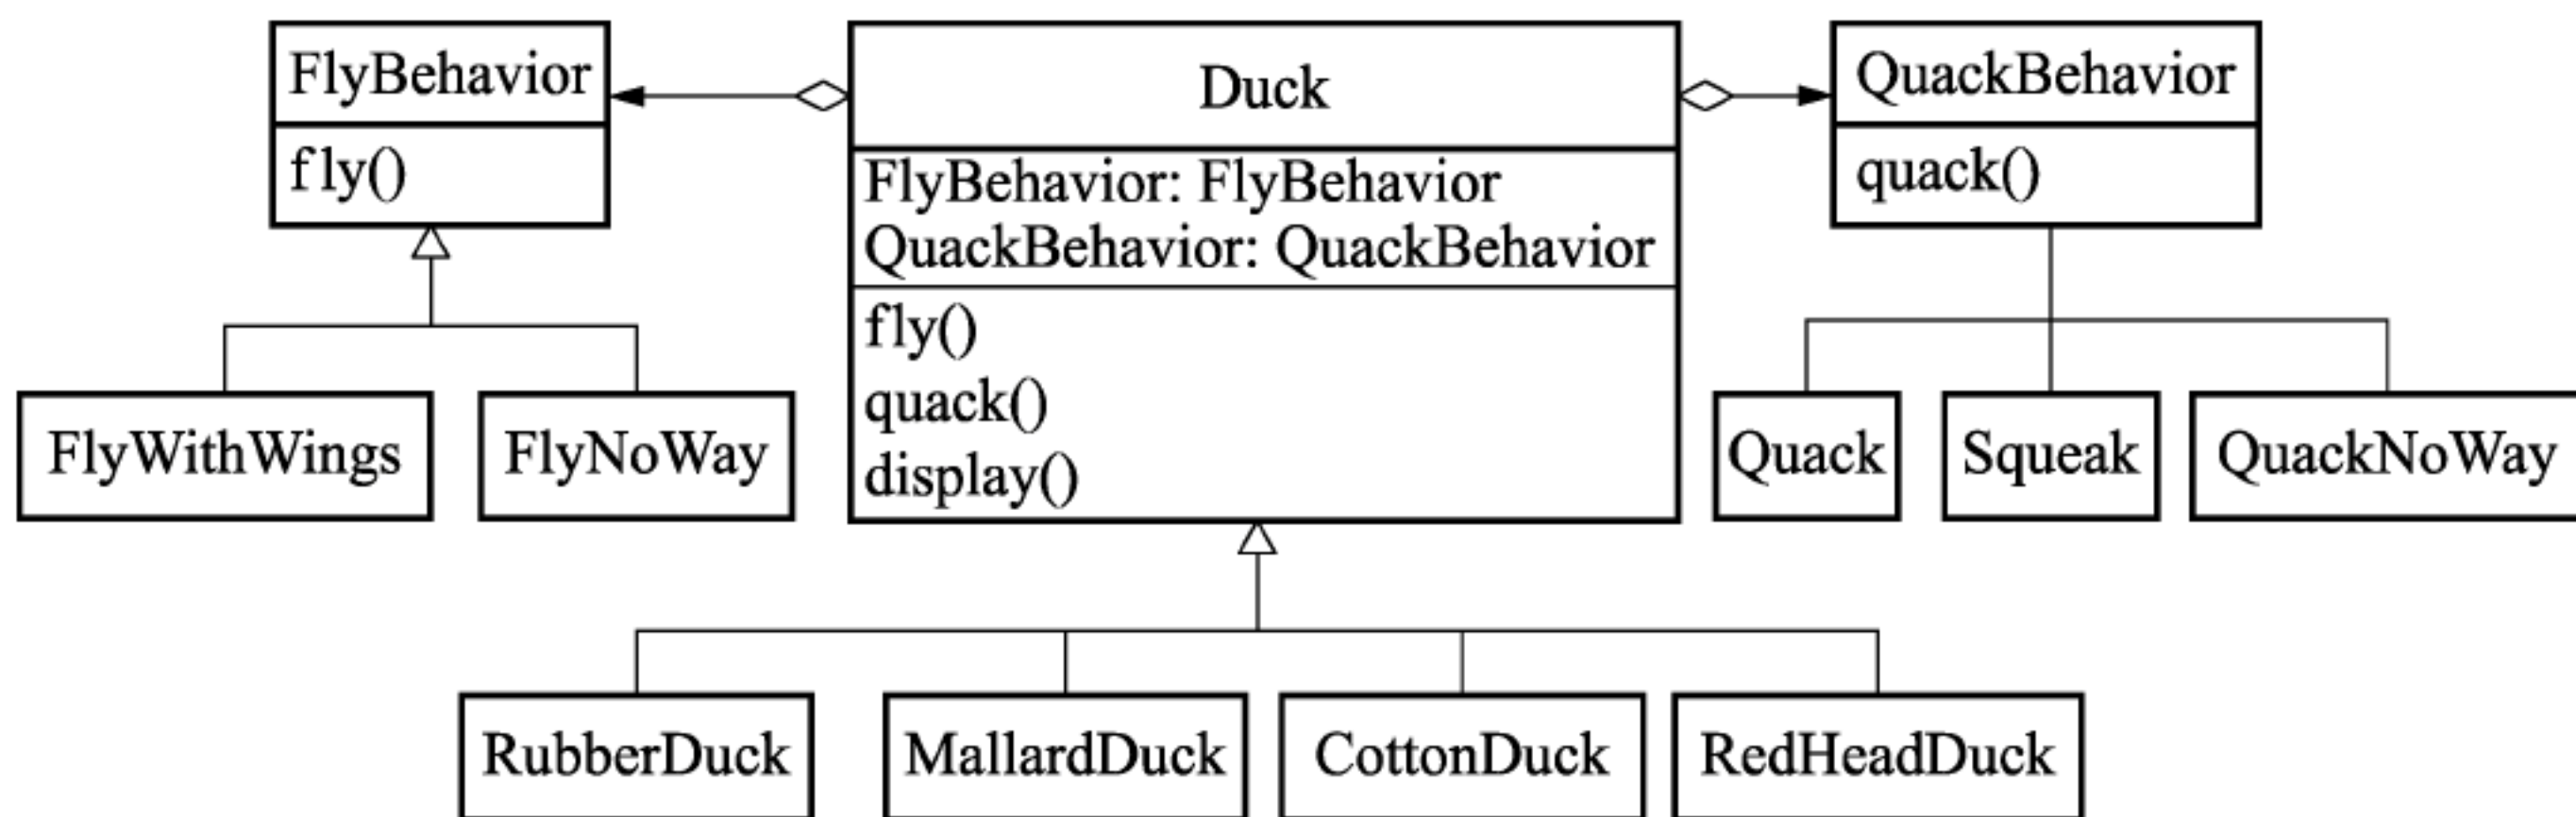 FlyBehavior
fly()
Duck
FlyBehavior: FlyBehavior
QuackBehavior: QuackBehavior
fly()
quack()
display()
QuackBehavior
quack()
FlyWithWings
FlyNoWay
Quack
Squeak
QuackNoWay
RubberDuck
MallardDuck
CottonDuck
RedHeadDuck